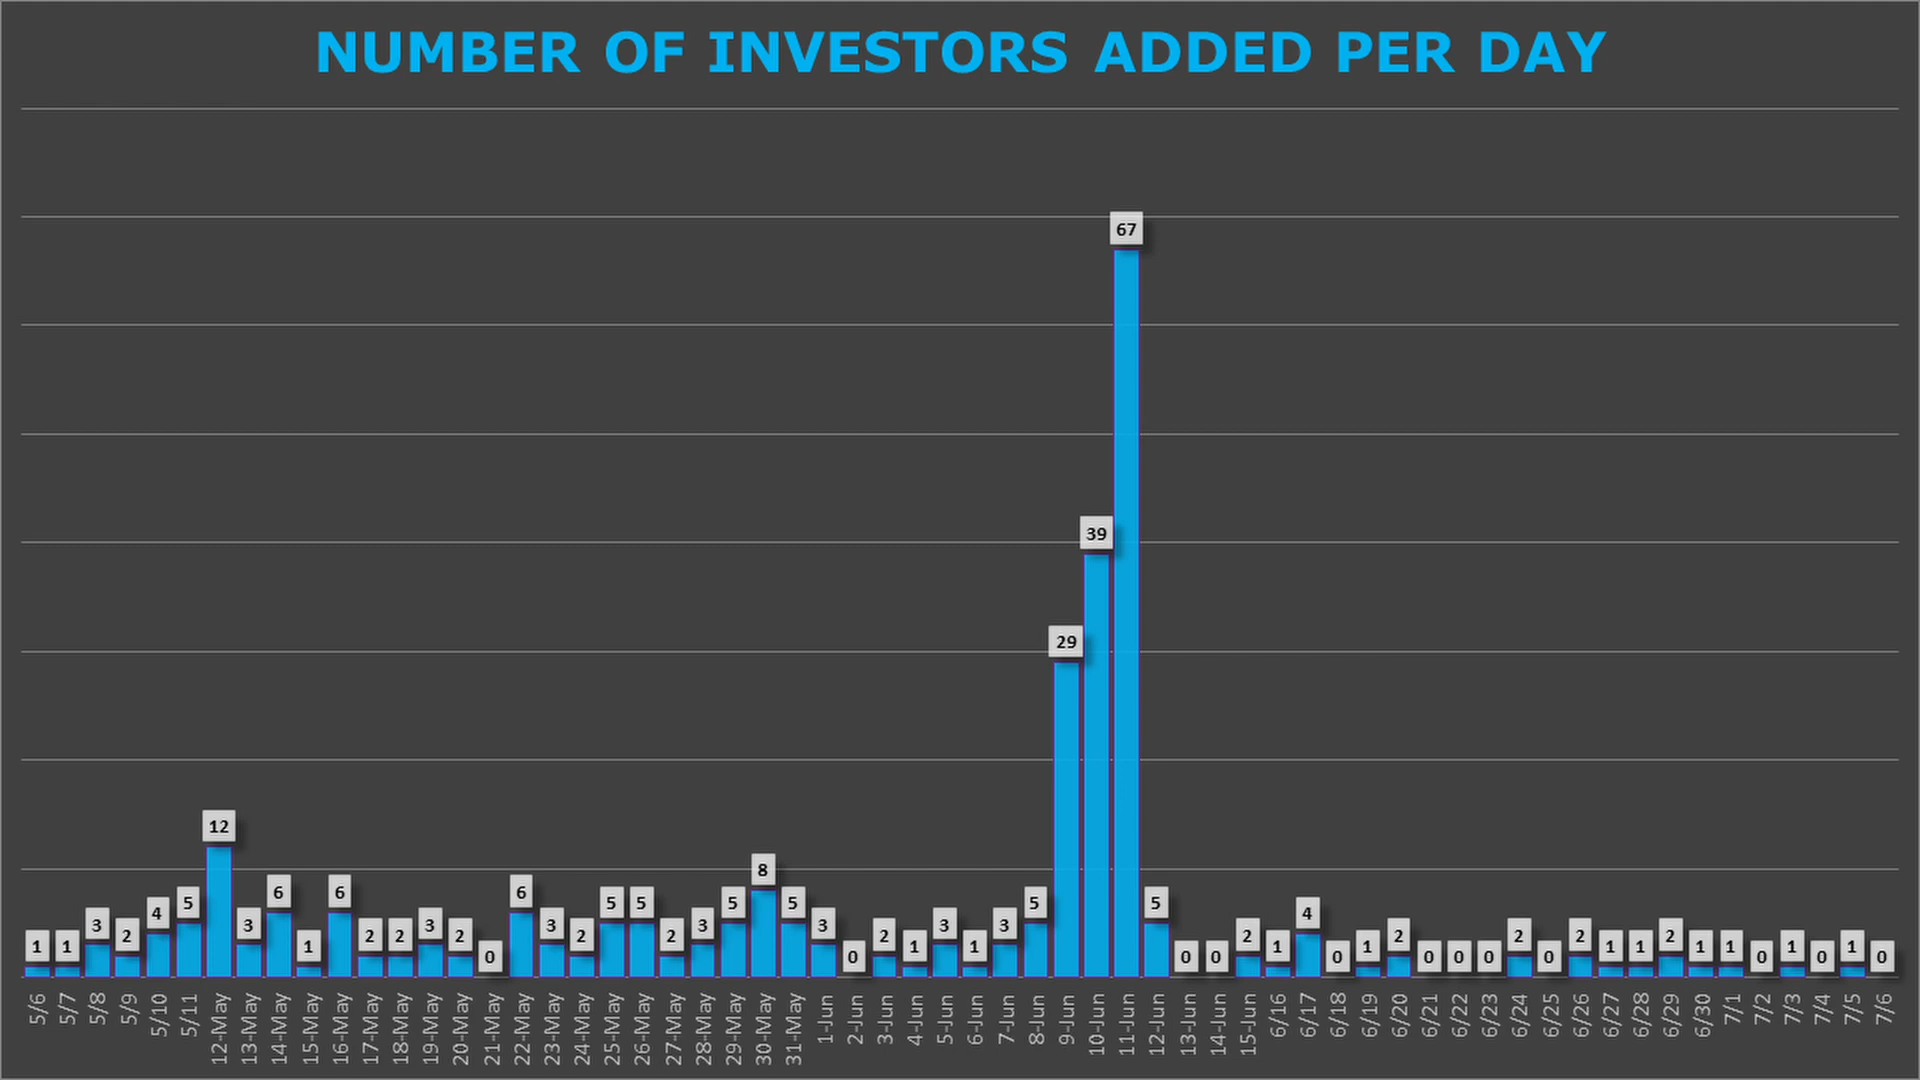 NUMBER OF INVESTORS ADDED PER DAY
67
39
29
12
8
6 6 6
5 5 5 5 5 5 5 5
4 4
3 3 3 3 3 3 3 3 3
2 2 2 2 2 2 2 2 2 2 2 2 2
1 1 1 1 1 1 1 1 1 1 1 1 1
0 0 0 0 0 0 0 0 0 0 0 0
5/6 5/7 5/8 5/9 5/10 5/11 12-May 13-May 14-May 15-May 16-May 17-May 18-May 19-May 20-May 21-May 22-May 23-May 24-May 25-May 26-May 27-May 28-May 29-May 30-May 31-May 1-Jun 2-Jun 3-Jun 4-Jun 5-Jun 6-Jun 7-Jun 8-Jun 9-Jun 10-Jun 11-Jun 12-Jun 13-Jun 14-Jun 15-Jun 6/16 6/17 6/18 6/19 6/20 6/21 6/22 6/23 6/24 6/25 6/26 6/27 6/28 6/29 6/30 7/1 7/2 7/3 7/4 7/5 7/6